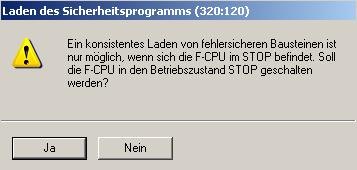 Laden des Sicherheitsprogramms (320:120)
Ein konsistentes Laden von fehlersicheren Bausteinen ist
nur möglich, wenn sich die F-CPU im STOP befindet. Soll
die F-CPU in den Betriebszustand STOP geschalten
werden?
Ja
Nein